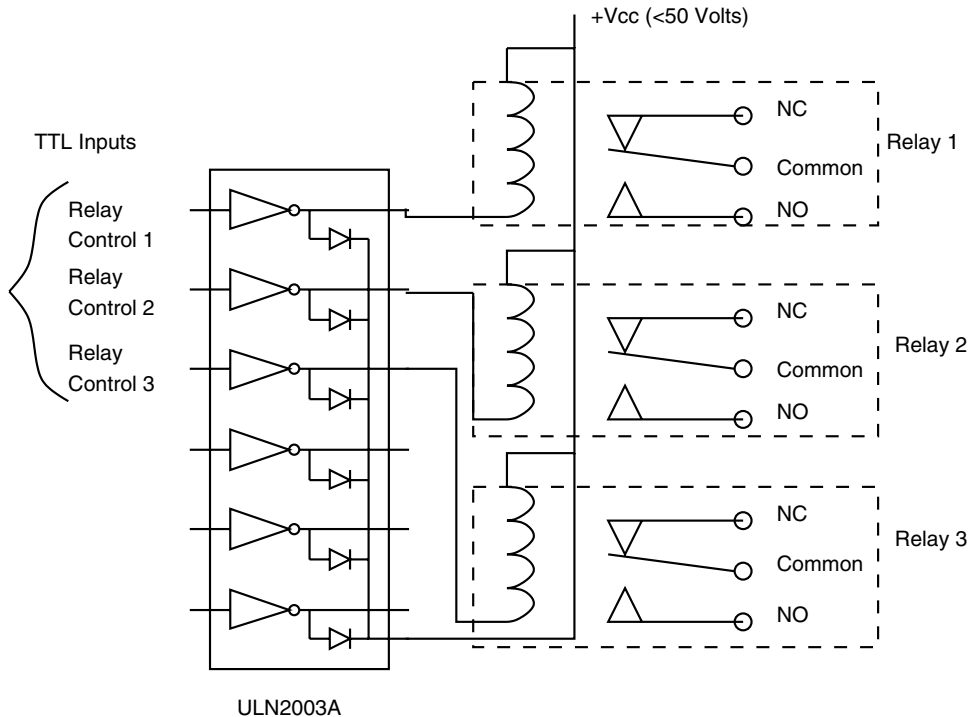 +Vcc (<50 Volts)
TTL Inputs
Relay
Control 1
Relay
Control 2
Relay
Control 3
NC
Common
NO
Relay 1
NC
Common
NO
Relay 2
NC
Common
NO
Relay 3
ULN2003A